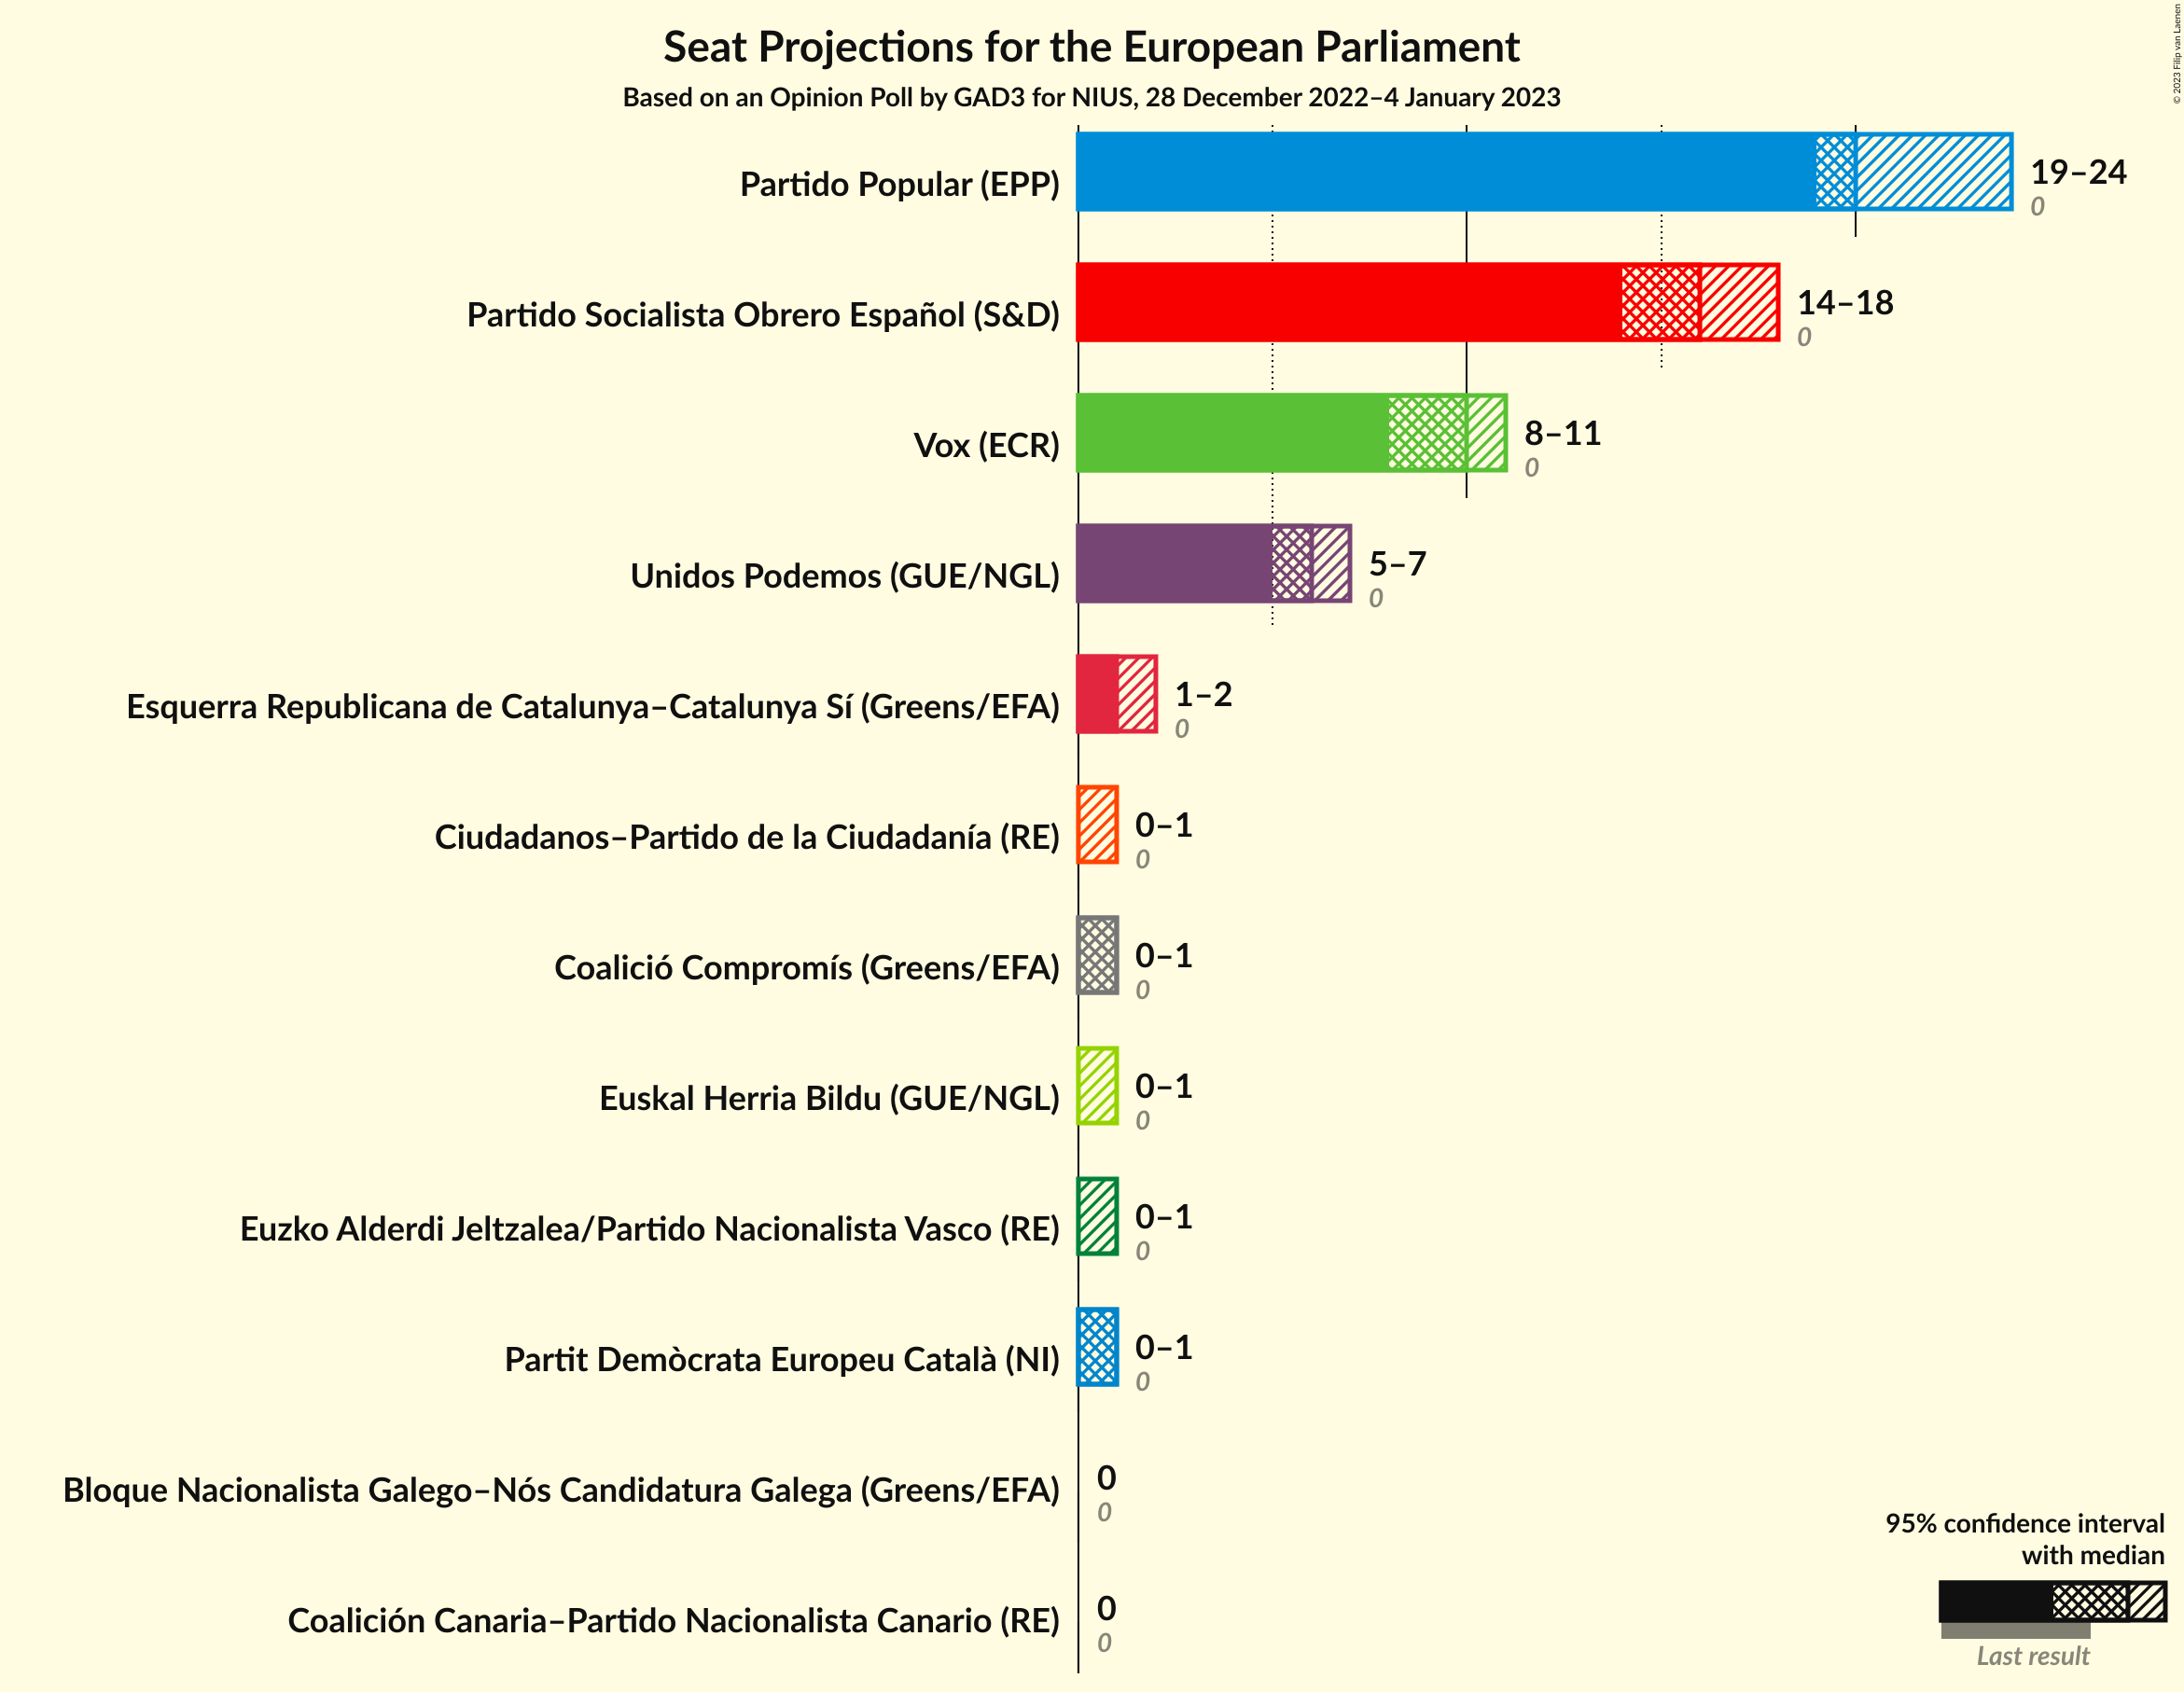 Seat Projections for the European Parliament
Based on an Opinion Poll by GAD3 for NIUS, 28 December 2022–4 January 2023
© 2023 Filip van Laenen
Partido Popular (EPP)
19–24
0
Partido Socialista Obrero Español (S&D)
14–18
0
Vox (ECR)
8–11
0
Unidos Podemos (GUE/NGL)
5–7
0
Esquerra Republicana de Catalunya–Catalunya Sí (Greens/EFA)
1–2
0
Ciudadanos–Partido de la Ciudadanía (RE)
0–1
0
Coalició Compromís (Greens/EFA)
0–1
0
Euskal Herria Bildu (GUE/NGL)
0–1
0
Euzko Alderdi Jeltzalea/Partido Nacionalista Vasco (RE)
0–1
0
Partit Demòcrata Europeu Català (NI)
0–1
0
Bloque Nacionalista Galego–Nós Candidatura Galega (Greens/EFA)
0
0
Coalición Canaria–Partido Nacionalista Canario (RE)
0
0
95% confidence interval
with median
Last result